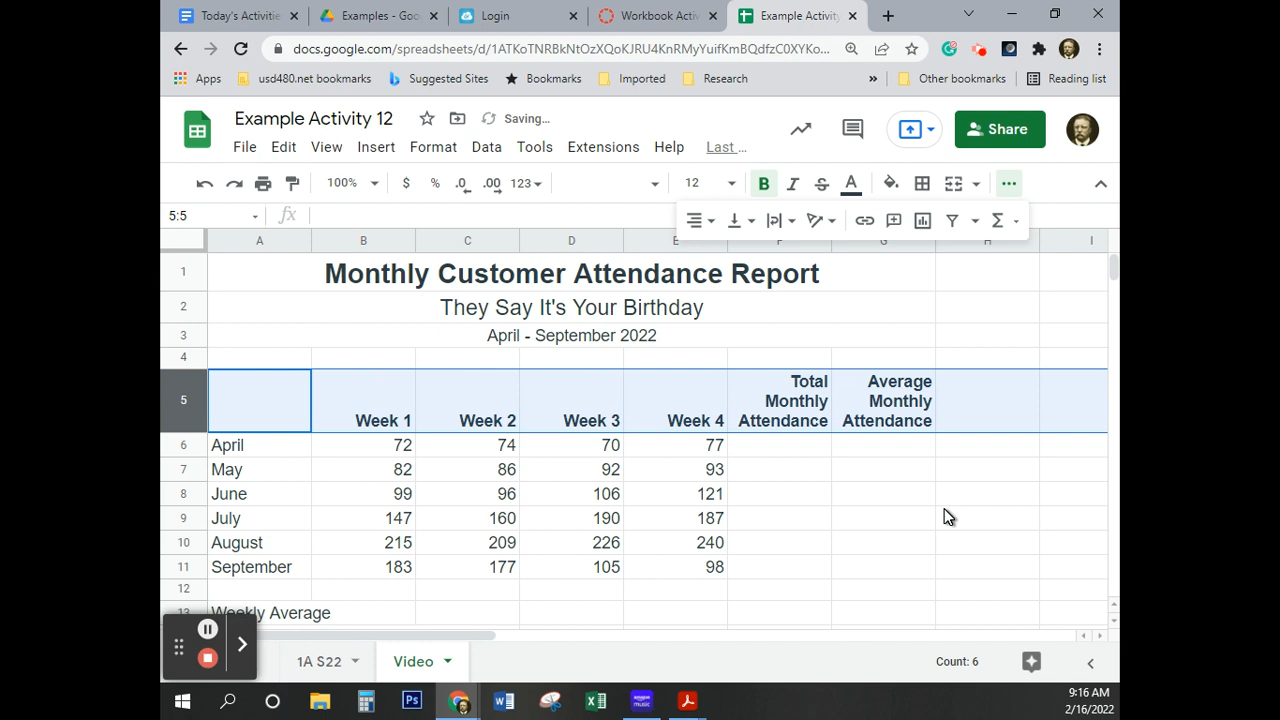 Today's Activitie
Examples - Goo
Login
Workbook Activ
Example Activity
docs.google.com/spreadsheets/d/1ATKoTNRBkNtOzXQoKJRU4KnRMyYuifKmBQdfzC0XYKo...
Apps
usd480.net bookmarks
Suggested Sites
Bookmarks
Imported
Research
»
Other bookmarks
Reading list
Example Activity 12
Saving...
File Edit View Insert Format Data Tools Extensions Help Last ...
Share
100% $ % .0 .00 123 12 B I S A
5:5 fx
A B C D E F G H I
1 Monthly Customer Attendance Report
2 They Say It's Your Birthday
3 April - September 2022
4
5 Week 1 Week 2 Week 3 Week 4 Total Monthly Attendance Average Monthly Attendance
6 April 72 74 70 77
7 May 82 86 92 93
8 June 99 96 106 121
9 July 147 160 190 187
10 August 215 209 226 240
11 September 183 177 105 98
12
13 Weekly Average
1A S22
Video
Count: 6
9:16 AM
2/16/2022